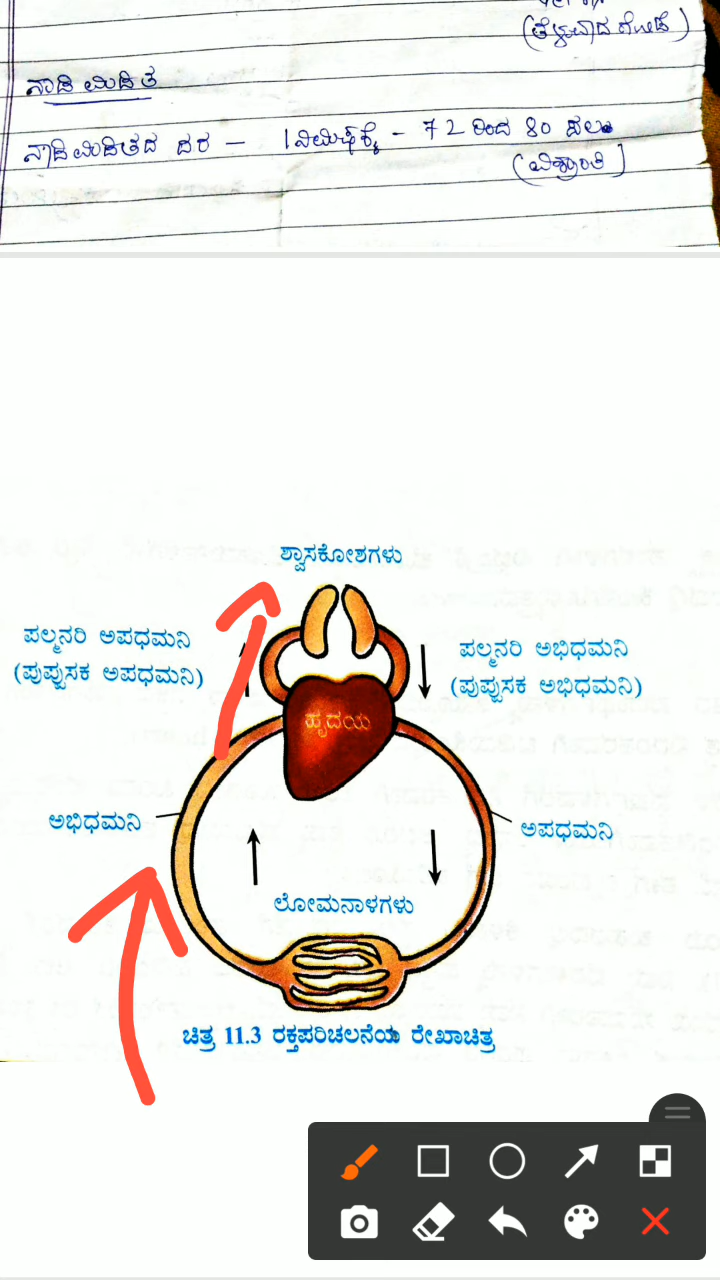 (ತೆಳುವಾದ ಗೋಡೆ)
ನಾಡಿ ಮಿಡಿತ
ನಾಡಿಮಿಡಿತದ ದರ - 1 ನಿಮಿಷಕ್ಕೆ - 72 ರಿಂದ 80 ಸಲ
(ವಿಶ್ರಾಂತಿ]
ಶ್ವಾಸಕೋಶಗಳು
ಪಲ್ಮನರಿ ಅಪಧಮನಿ
(ಪುಪ್ಪುಸಕ ಅಪಧಮನಿ)
ಪಲ್ಮನರಿ ಅಭಿಧಮನಿ
(ಪುಪ್ಪುಸಕ ಅಭಿಧಮನಿ)
ಹೃದಯ
ಅಭಿಧಮನಿ
ಅಪಧಮನಿ
ಲೋಮನಾಳಗಳು
ಚಿತ್ರ 11.3 ರಕ್ತಪರಿಚಲನೆಯ ರೇಖಾಚಿತ್ರ